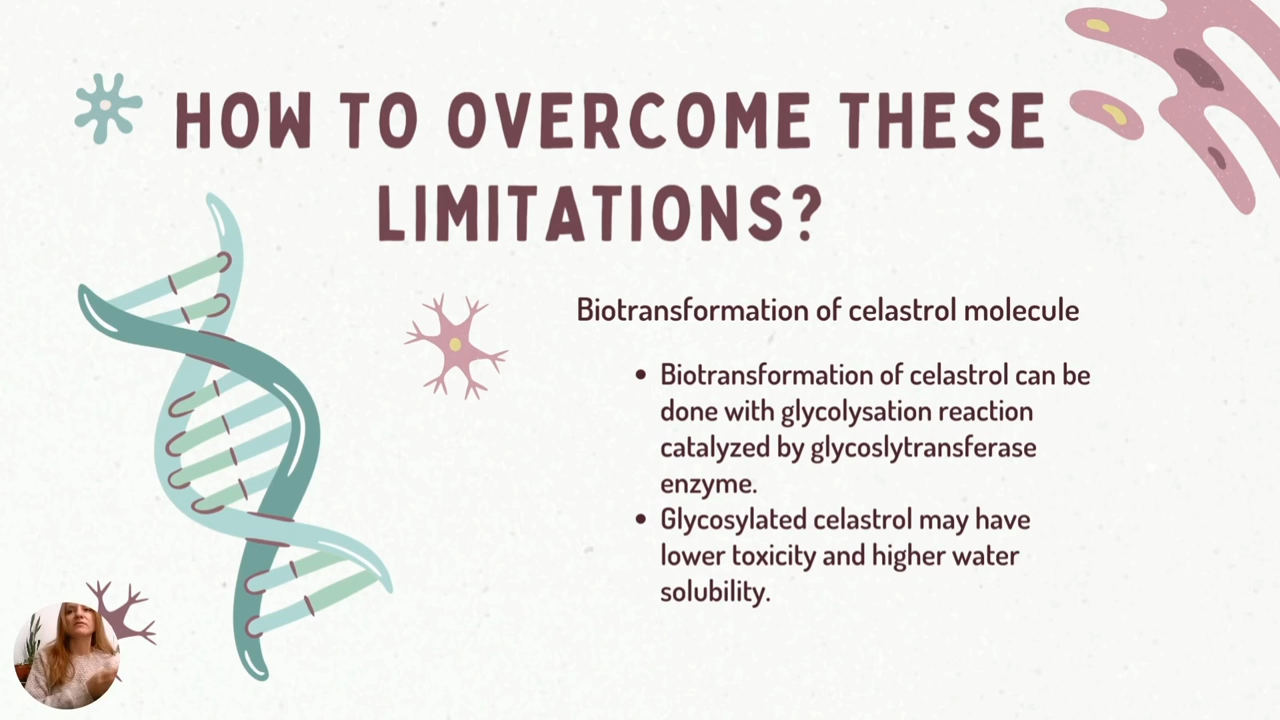 HOW TO OVERCOME THESE
LIMITATIONS?
Biotransformation of celastrol molecule
• Biotransformation of celastrol can be
done with glycolysation reaction
catalyzed by glycoslytransferase
enzyme.
• Glycosylated celastrol may have
lower toxicity and higher water
solubility.